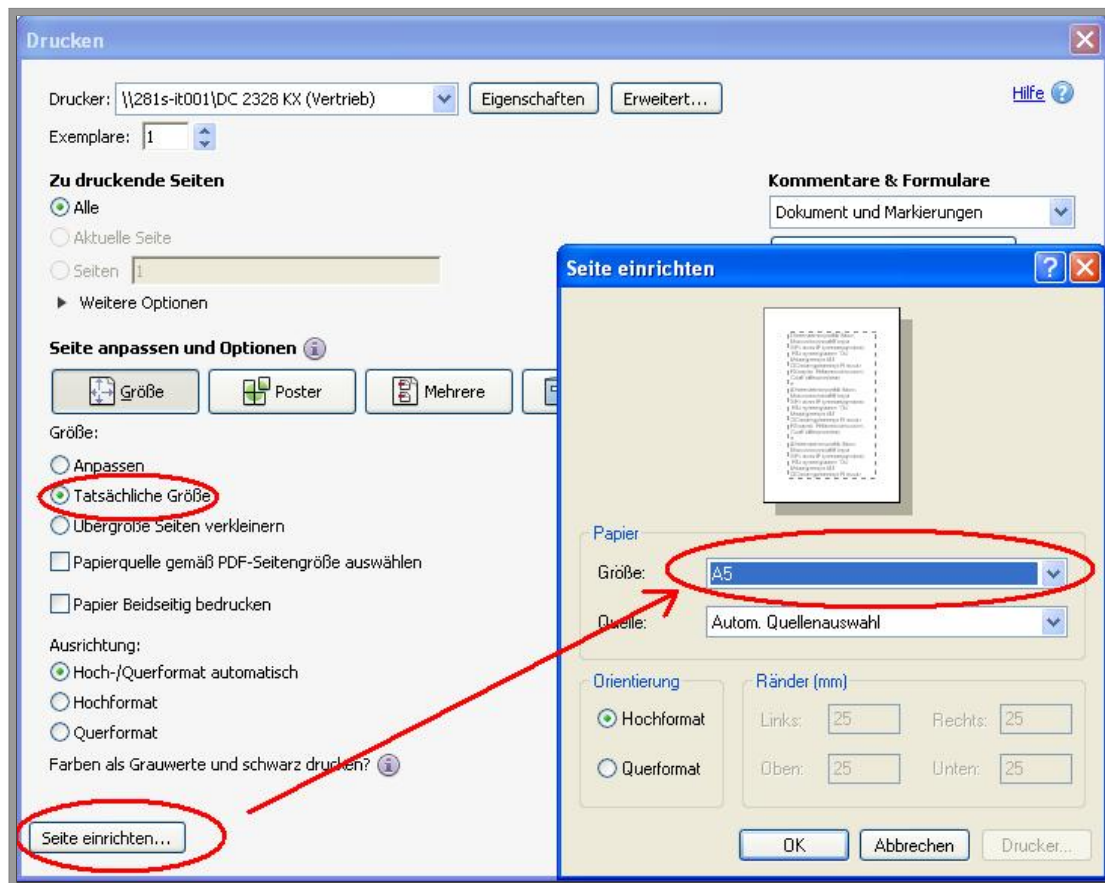 Drucken
Drucker: \\281s-it001\DC 2328 KX (Vertrieb) Eigenschaften Erweitert... Hilfe
Exemplare: 1
Zu druckende Seiten
Alle
Aktuelle Seite
Seiten 1
Weitere Optionen
Kommentare & Formulare
Dokument und Markierungen
Seite anpassen und Optionen
Größe Poster Mehrere
Größe:
Anpassen
Tatsächliche Größe
Übergroße Seiten verkleinern
Papierquelle gemäß PDF-Seitengröße auswählen
Papier Beidseitig bedrucken
Ausrichtung:
Hoch-/Querformat automatisch
Hochformat
Querformat
Farben als Grauwerte und schwarz drucken?
Seite einrichten...
Seite einrichten
Papier
Größe: A5
Quelle: Autom. Quellenauswahl
Orientierung
Hochformat
Querformat
Ränder (mm)
Links: 25 Rechts: 25
Oben: 25 Unten: 25
OK Abbrechen Drucker...